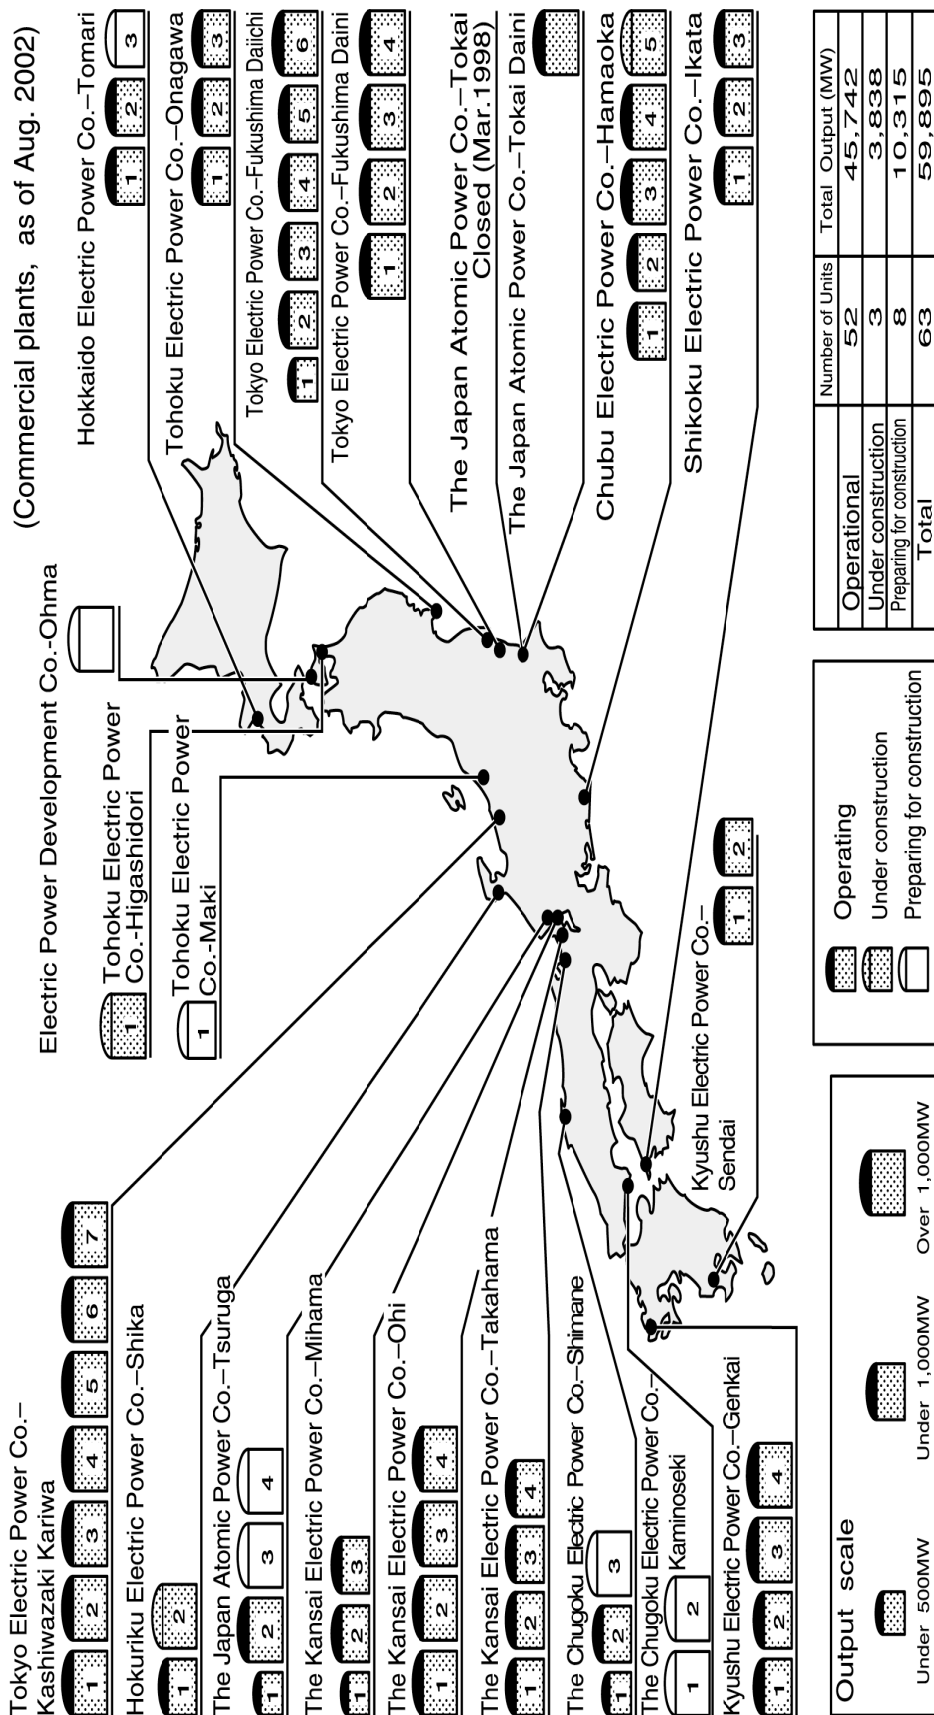 (Commercial plants, as of Aug. 2002)
Tokyo Electric Power Co.–
Kashiwazaki Kariwa
1 2 3 4 5 6 7
Hokuriku Electric Power Co.–Shika
1 2
The Japan Atomic Power Co.–Tsuruga
1 2 3 4
The Kansai Electric Power Co.–Mihama
1 2 3
The Kansai Electric Power Co.–Ohi
1 2 3 4
The Kansai Electric Power Co.–Takahama
1 2 3 4
The Chugoku Electric Power Co.–Shimane
1 2 3
The Chugoku Electric Power Co.–
Kaminoseki
1 2
Kyushu Electric Power Co.–Genkai
1 2 3 4
Electric Power Development Co.-Ohma
Tohoku Electric Power
Co.-Higashidori
1
Tohoku Electric Power
Co.-Maki
1
Kyushu Electric Power Co.–
Sendai
1 2
Hokkaido Electric Power Co.–Tomari
1 2 3
Tohoku Electric Power Co.–Onagawa
1 2 3
Tokyo Electric Power Co.–Fukushima Daiichi
1 2 3 4 5 6
Tokyo Electric Power Co.–Fukushima Daini
1 2 3 4
The Japan Atomic Power Co.–Tokai
Closed (Mar.1998)
The Japan Atomic Power Co.–Tokai Daini
Chubu Electric Power Co.–Hamaoka
1 2 3 4 5
Shikoku Electric Power Co.–Ikata
1 2 3
Output scale
Under 500MW Under 1,000MW Over 1,000MW
Operating
Under construction
Preparing for construction
Number of Units Total Output (MW)
Operational 52 45,742
Under construction 3 3,838
Preparing for construction 8 10,315
Total 63 59,895